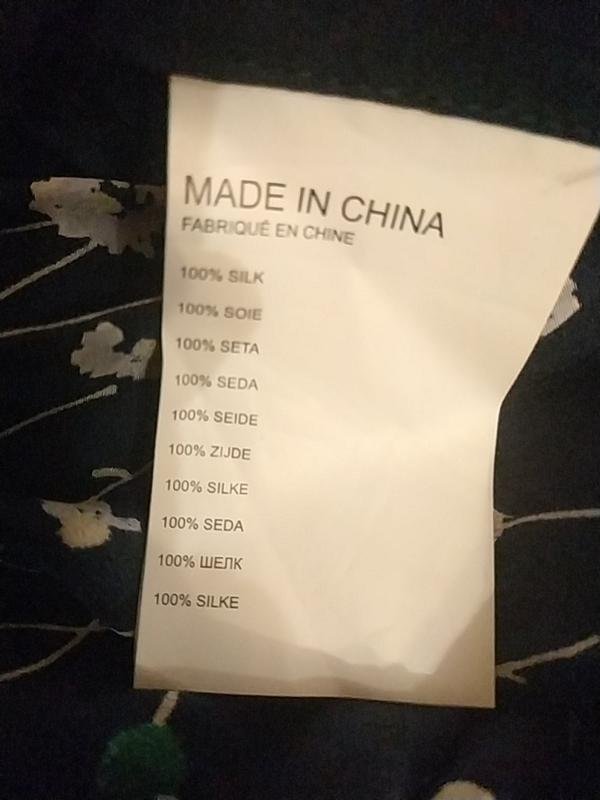 MADE IN CHINA
FABRIQUÉ EN CHINE
100% SILK
100% SOIE
100% SETA
100% SEDA
100% SEIDE
100% ZIJDE
100% SILKE
100% SEDA
100% ШЕЛК
100% SILKE